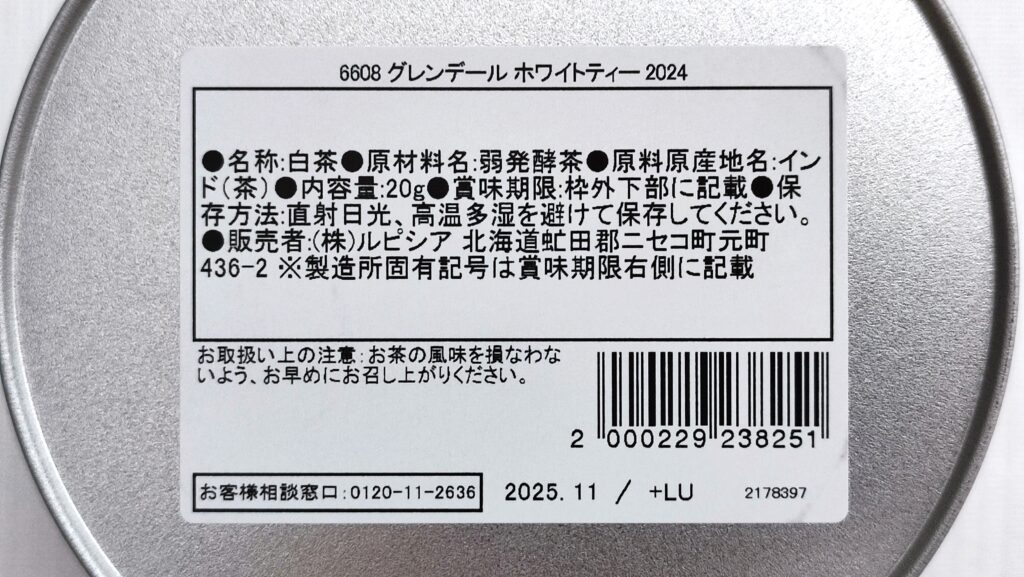 6608 グレンデール ホワイトティー 2024
●名称:白茶●原材料名:弱発酵茶●原料原産地名:イン
ド(茶)●内容量:20g●賞味期限:枠外下部に記載●保
存方法:直射日光、高温多湿を避けて保存してください。
●販売者:(株)ルピシア 北海道虻田郡ニセコ町元町
436-2 ※製造所固有記号は賞味期限右側に記載
お取扱い上の注意:お茶の風味を損なわな
いよう、お早めにお召し上がりください。
2 000229 238251
お客様相談窓口:0120-11-2636
2025.11 / +LU
2178397